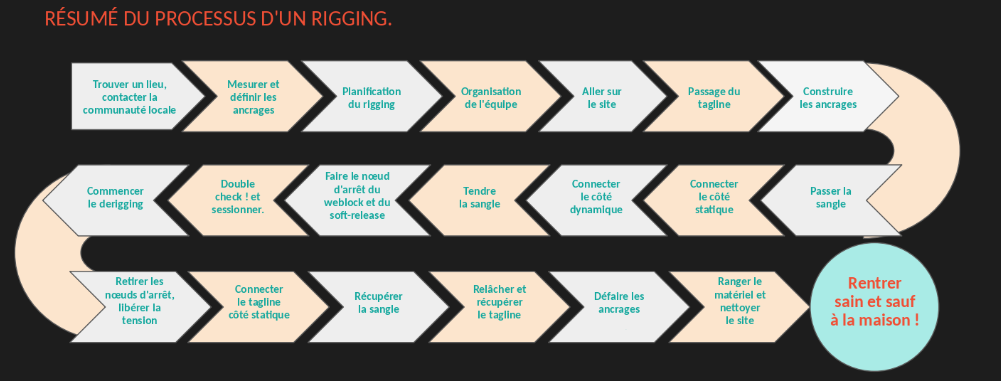 RÉSUMÉ DU PROCESSUS D'UN RIGGING.
Trouver un lieu,
contacter la
communauté locale
Mesurer et
définir les
ancrages
Planification
du rigging
Organisation
de l'équipe
Aller sur
le site
Passage du
tagline
Construire
les ancrages
Passer la
sangle
Connecter
le côté
statique
Connecter
le côté
dynamique
Tendre
la sangle
Faire le nœud
d'arrêt du
weblock et du
soft-release
Double
check ! et
sessionner.
Commencer
le derigging
Retirer les
nœuds d'arrêt,
libérer la
tension
Connecter
le tagline
côté statique
Récupérer
la sangle
Relâcher et
récupérer
le tagline
Défaire les
ancrages
Ranger le
matériel et
nettoyer
le site
Rentrer
sain et sauf
à la maison !